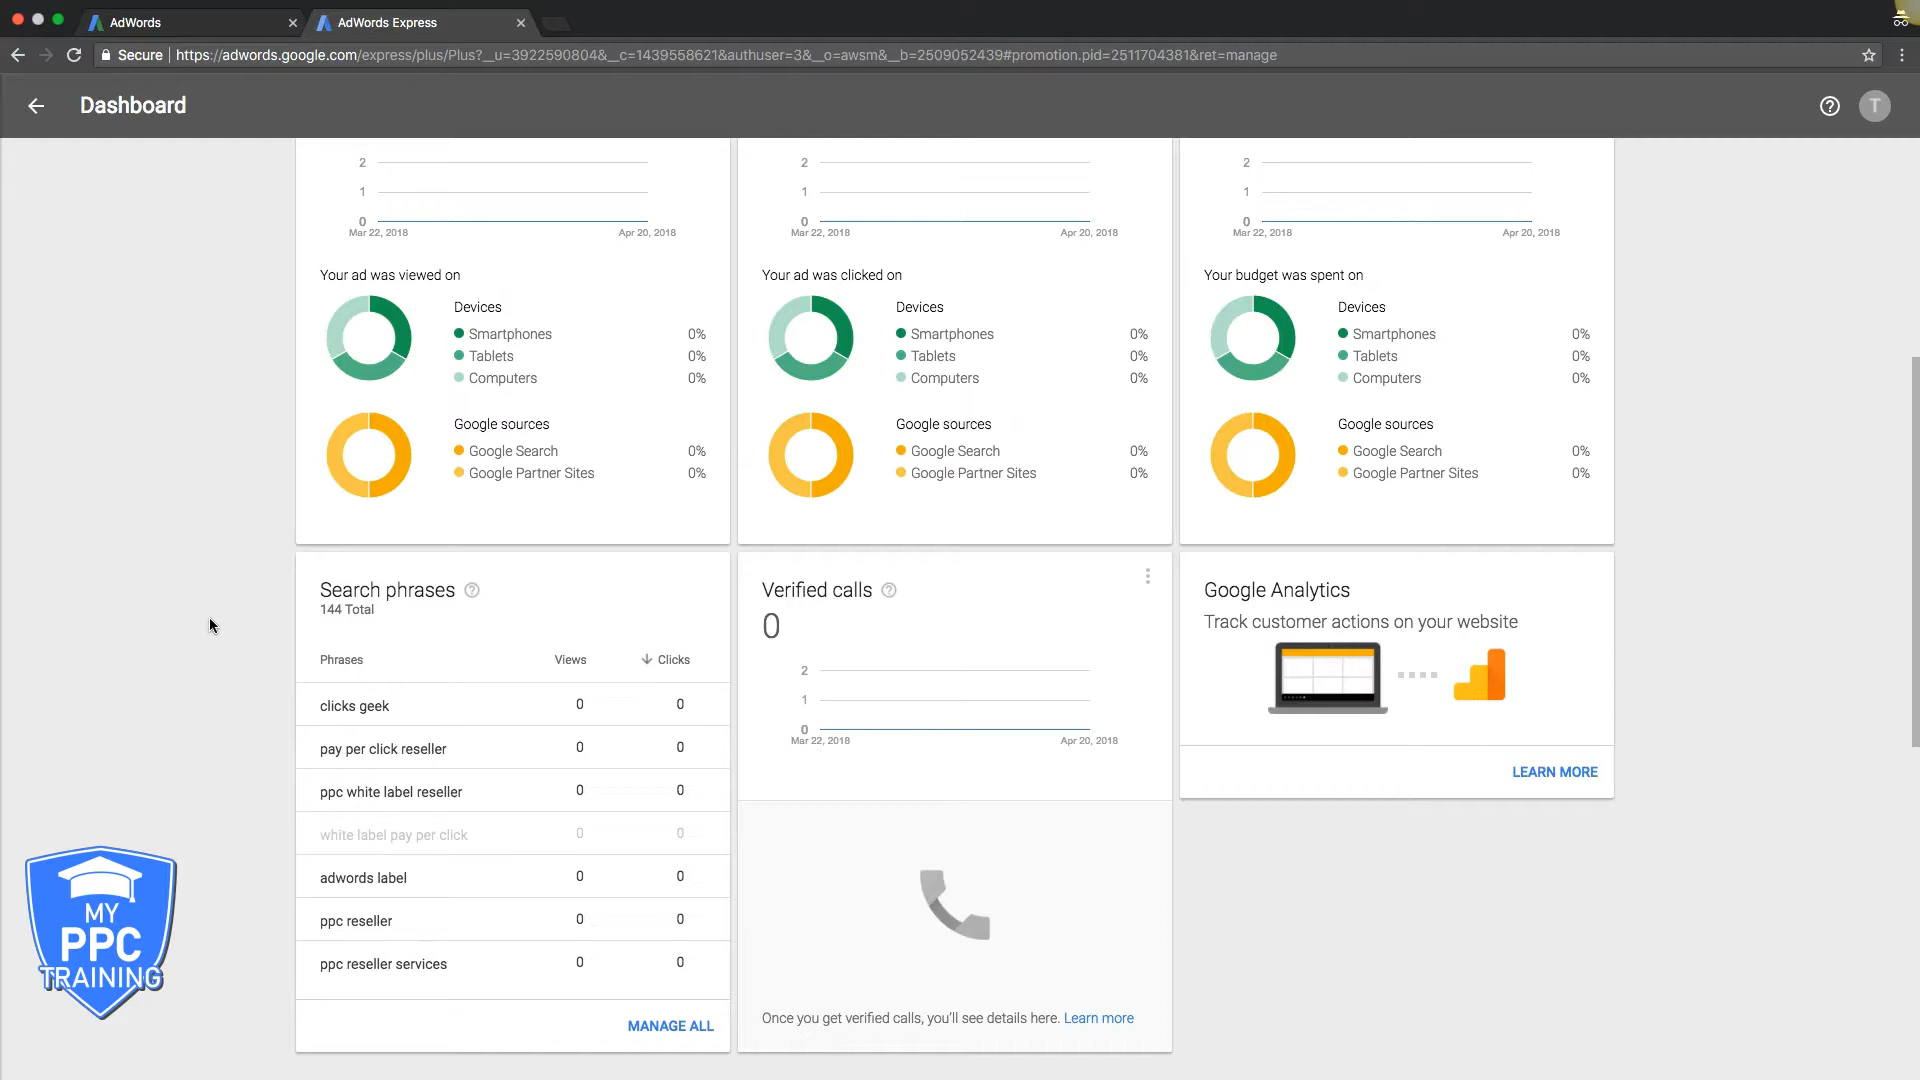 AdWords
AdWords Express
Secure
https://adwords.google.com/express/plus/Plus?__u=3922590804&__c=1439558621&authuser=3&__o=awsm&__b=2509052439#promotion.pid=2511704381&ret=manage
Dashboard
T
2
1
0
Mar 22, 2018
Apr 20, 2018
Your ad was viewed on
Devices
Smartphones 0%
Tablets 0%
Computers 0%
Google sources
Google Search 0%
Google Partner Sites 0%
2
1
0
Mar 22, 2018
Apr 20, 2018
Your ad was clicked on
Devices
Smartphones 0%
Tablets 0%
Computers 0%
Google sources
Google Search 0%
Google Partner Sites 0%
2
1
0
Mar 22, 2018
Apr 20, 2018
Your budget was spent on
Devices
Smartphones 0%
Tablets 0%
Computers 0%
Google sources
Google Search 0%
Google Partner Sites 0%
Search phrases
144 Total
Phrases Views Clicks
clicks geek 0 0
pay per click reseller 0 0
ppc white label reseller 0 0
white label pay per click 0 0
adwords label 0 0
ppc reseller 0 0
ppc reseller services 0 0
MANAGE ALL
Verified calls
0
2
1
0
Mar 22, 2018
Apr 20, 2018
Once you get verified calls, you'll see details here. Learn more
Google Analytics
Track customer actions on your website
LEARN MORE
MY
PPC
TRAINING